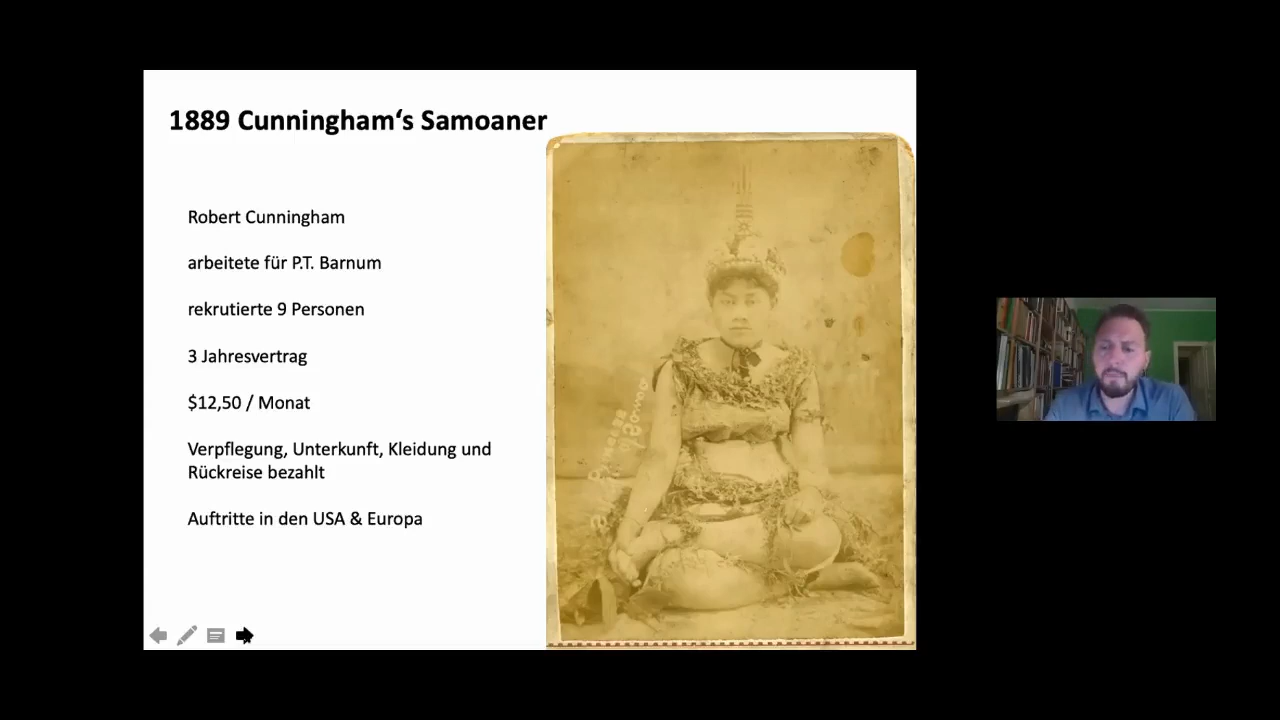 1889 Cunningham‘s Samoaner
Robert Cunningham
arbeitete für P.T. Barnum
rekrutierte 9 Personen
3 Jahresvertrag
$12,50 / Monat
Verpflegung, Unterkunft, Kleidung und
Rückreise bezahlt
Auftritte in den USA & Europa